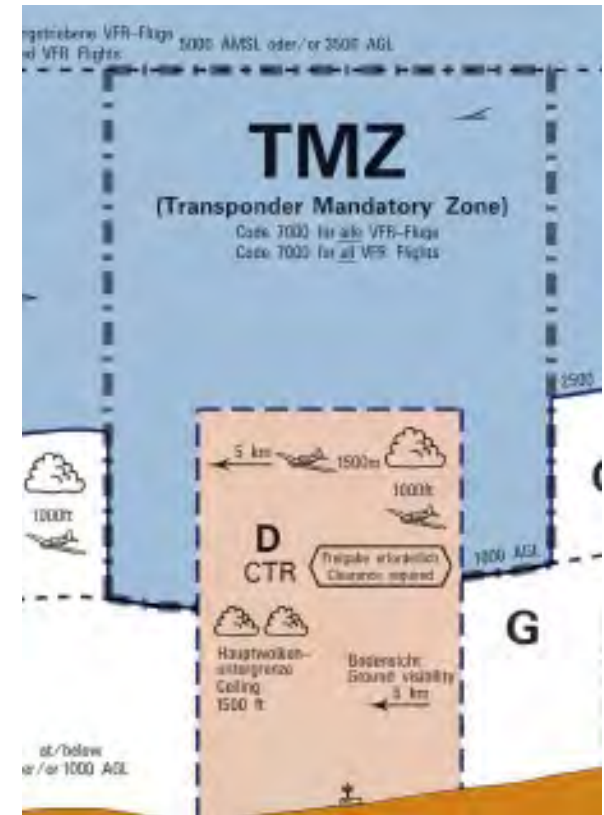 getriebene VFR-Flüge
d VFR Flights
5000 AMSL oder/or 3500 AGL
TMZ
(Transponder Mandatory Zone)
Code 7000 for alle VFR-Flüge
Code 7000 for all VFR Flights
2500
5 km
1500m
1000ft
1000ft
D
CTR
Freigabe erforderlich
Clearance required
1000 AGL
G
Hauptwolken-
untergrenze
Ceiling
1500 ft
Bodensicht
Ground visibility
5 km
at/below
or/or 1000 AGL